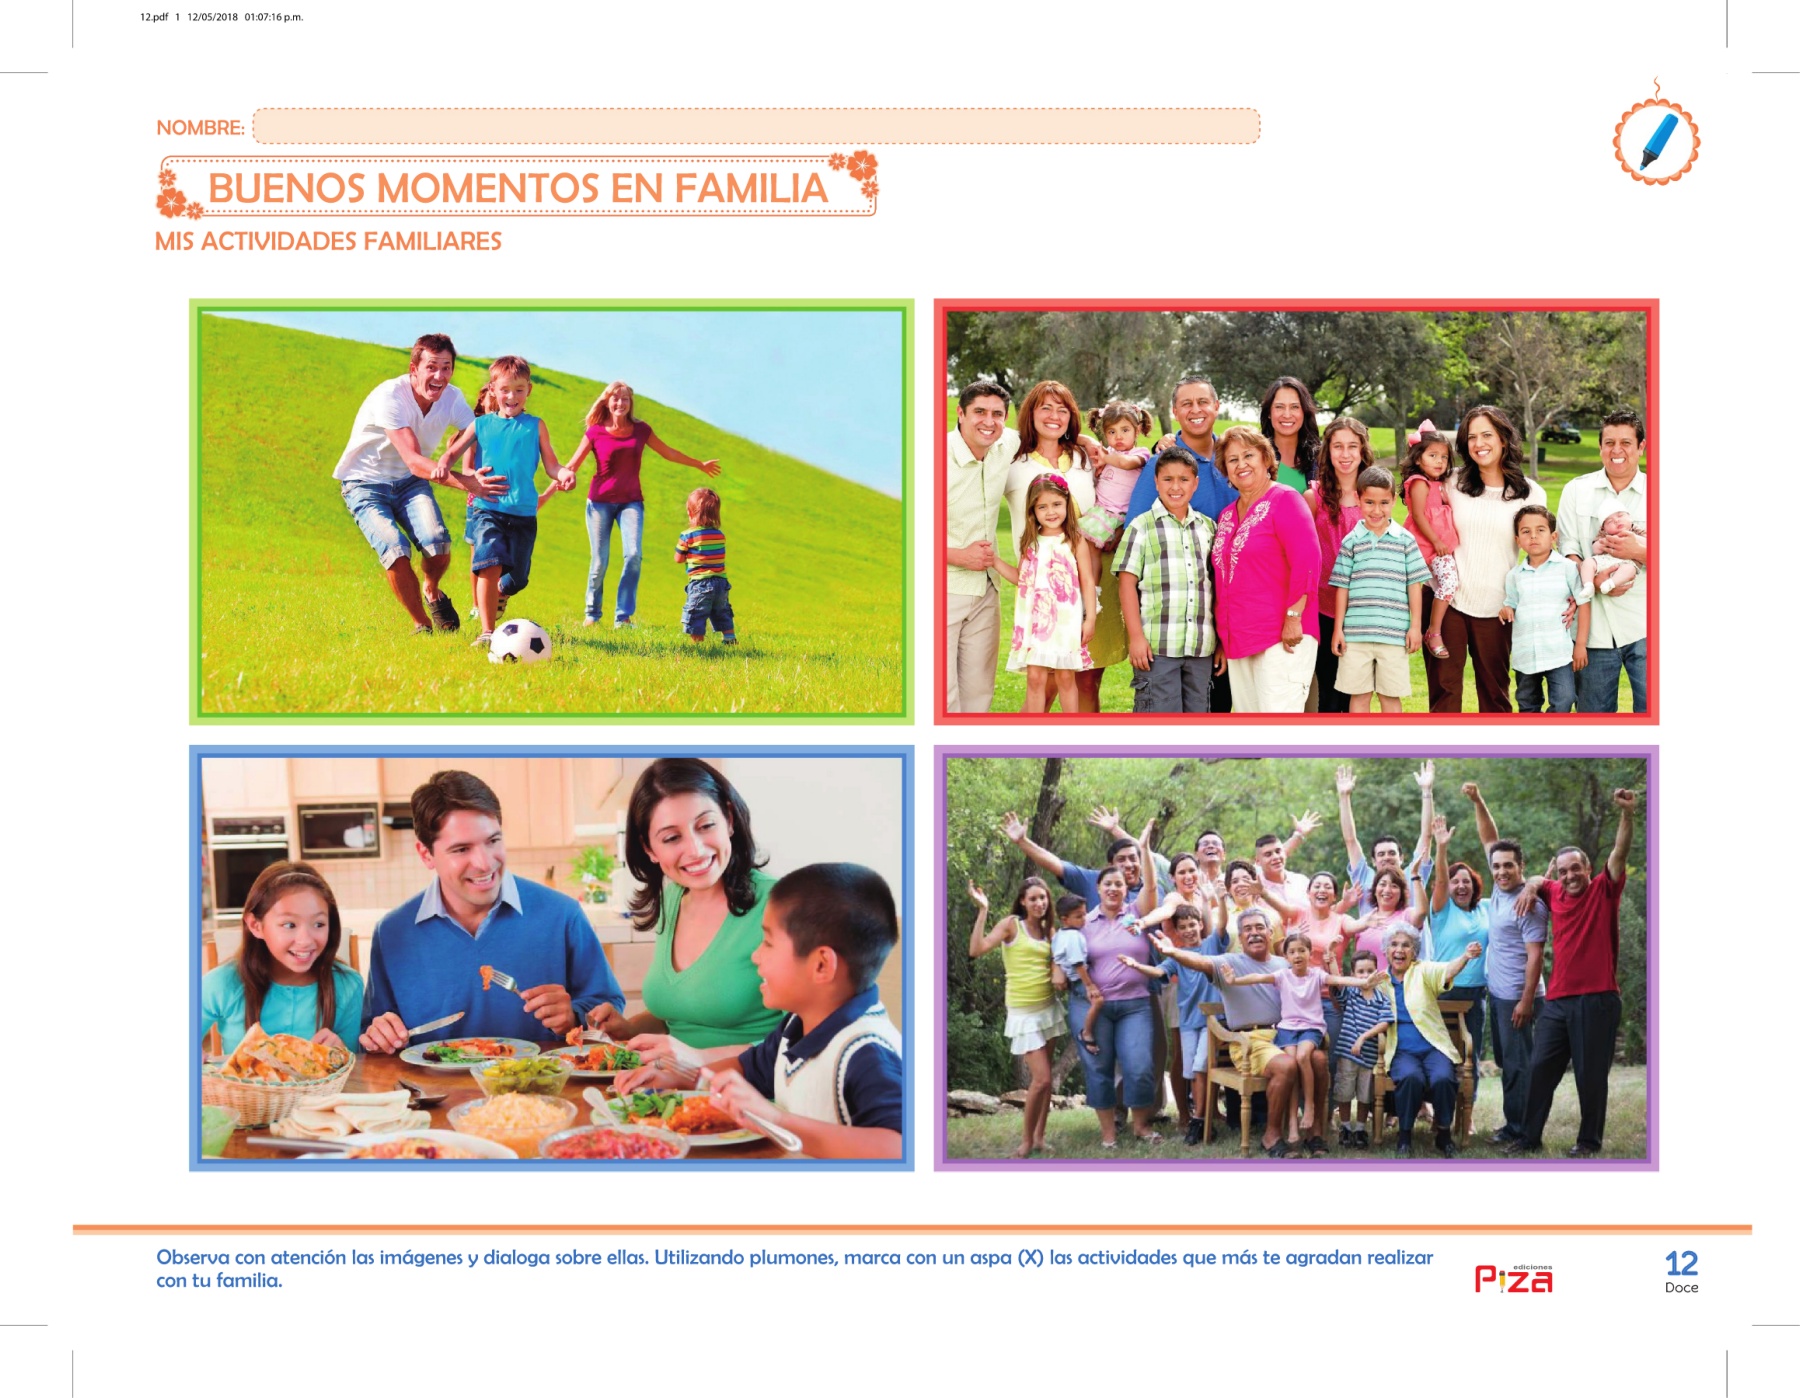 12.pdf 1 12/05/2018 01:07:16 p.m.
NOMBRE:
BUENOS MOMENTOS EN FAMILIA
MIS ACTIVIDADES FAMILIARES
Observa con atención las imágenes y dialoga sobre ellas. Utilizando plumones, marca con un aspa (X) las actividades que más te agradan realizar
con tu familia.
ediciones
Piza
12
Doce